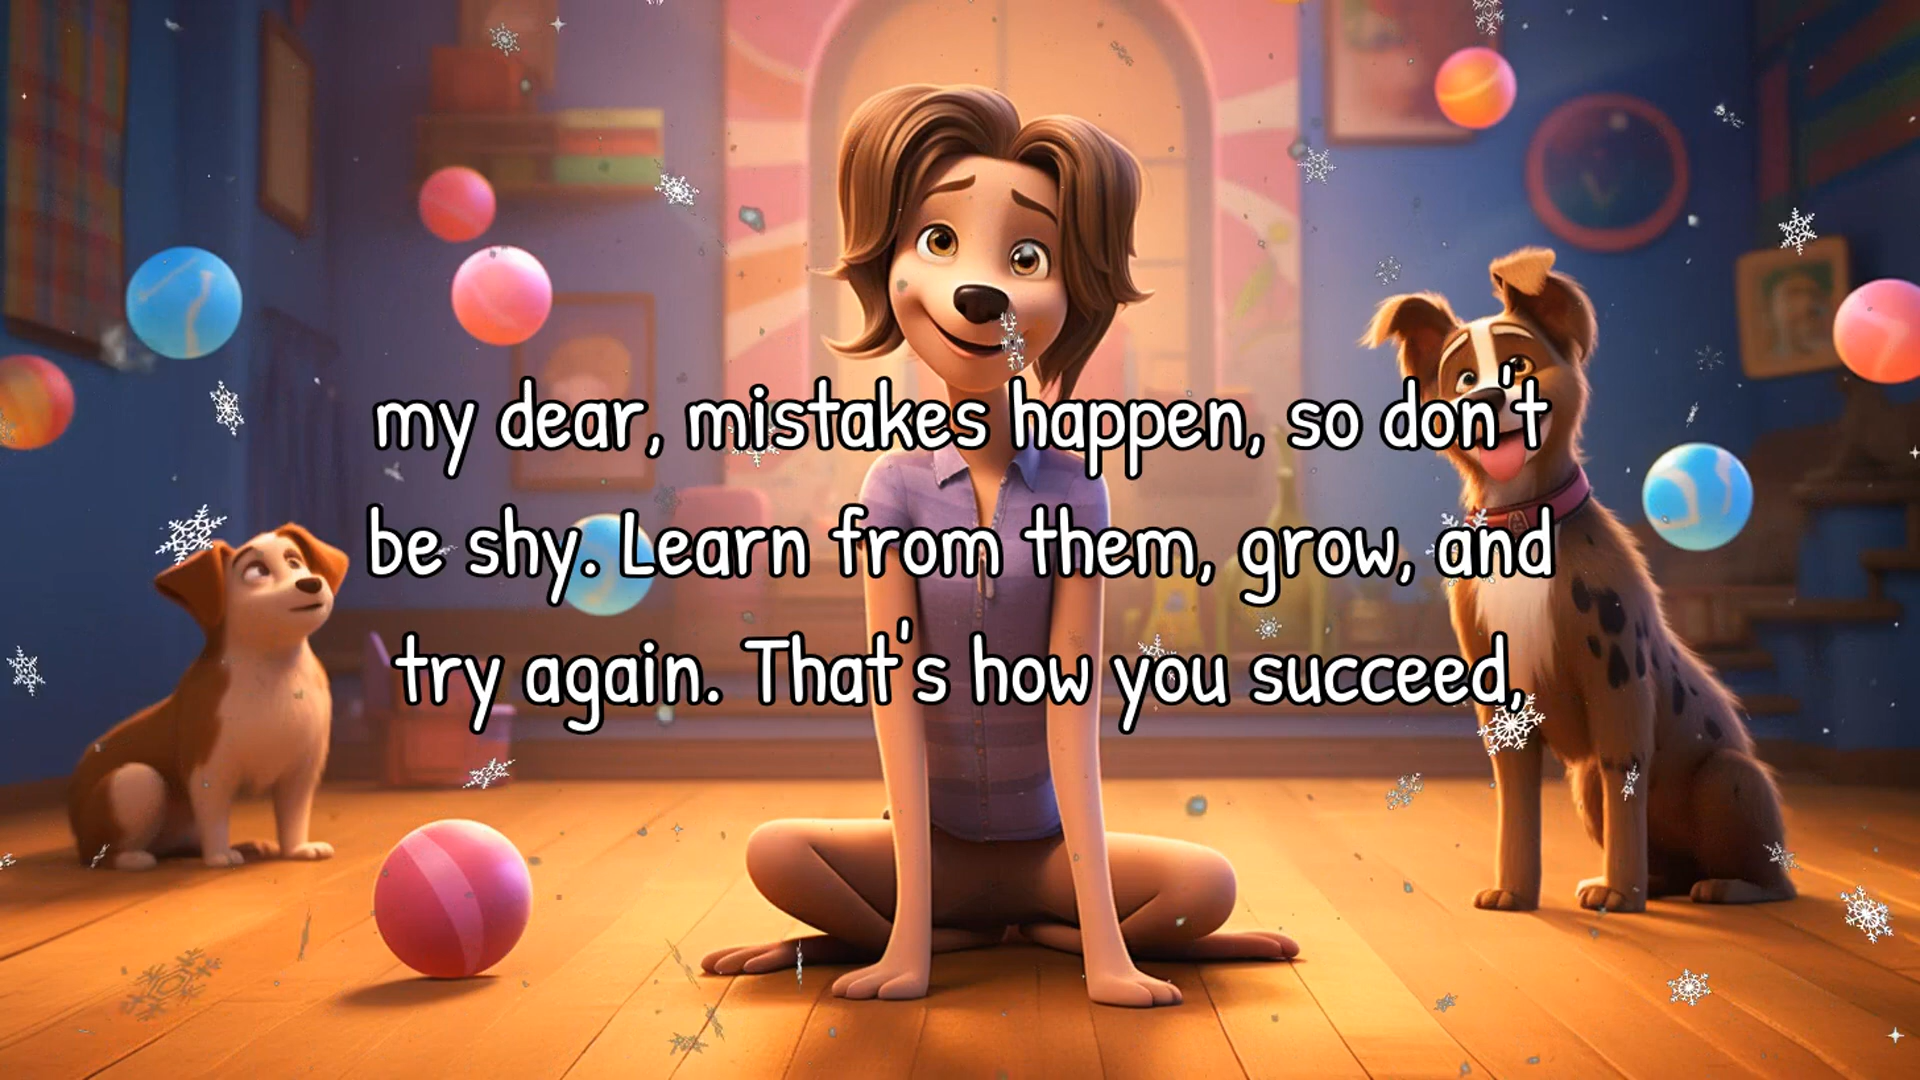 my dear, mistakes happen, so don't
be shy. Learn from them, grow, and
try again. That's how you succeed,